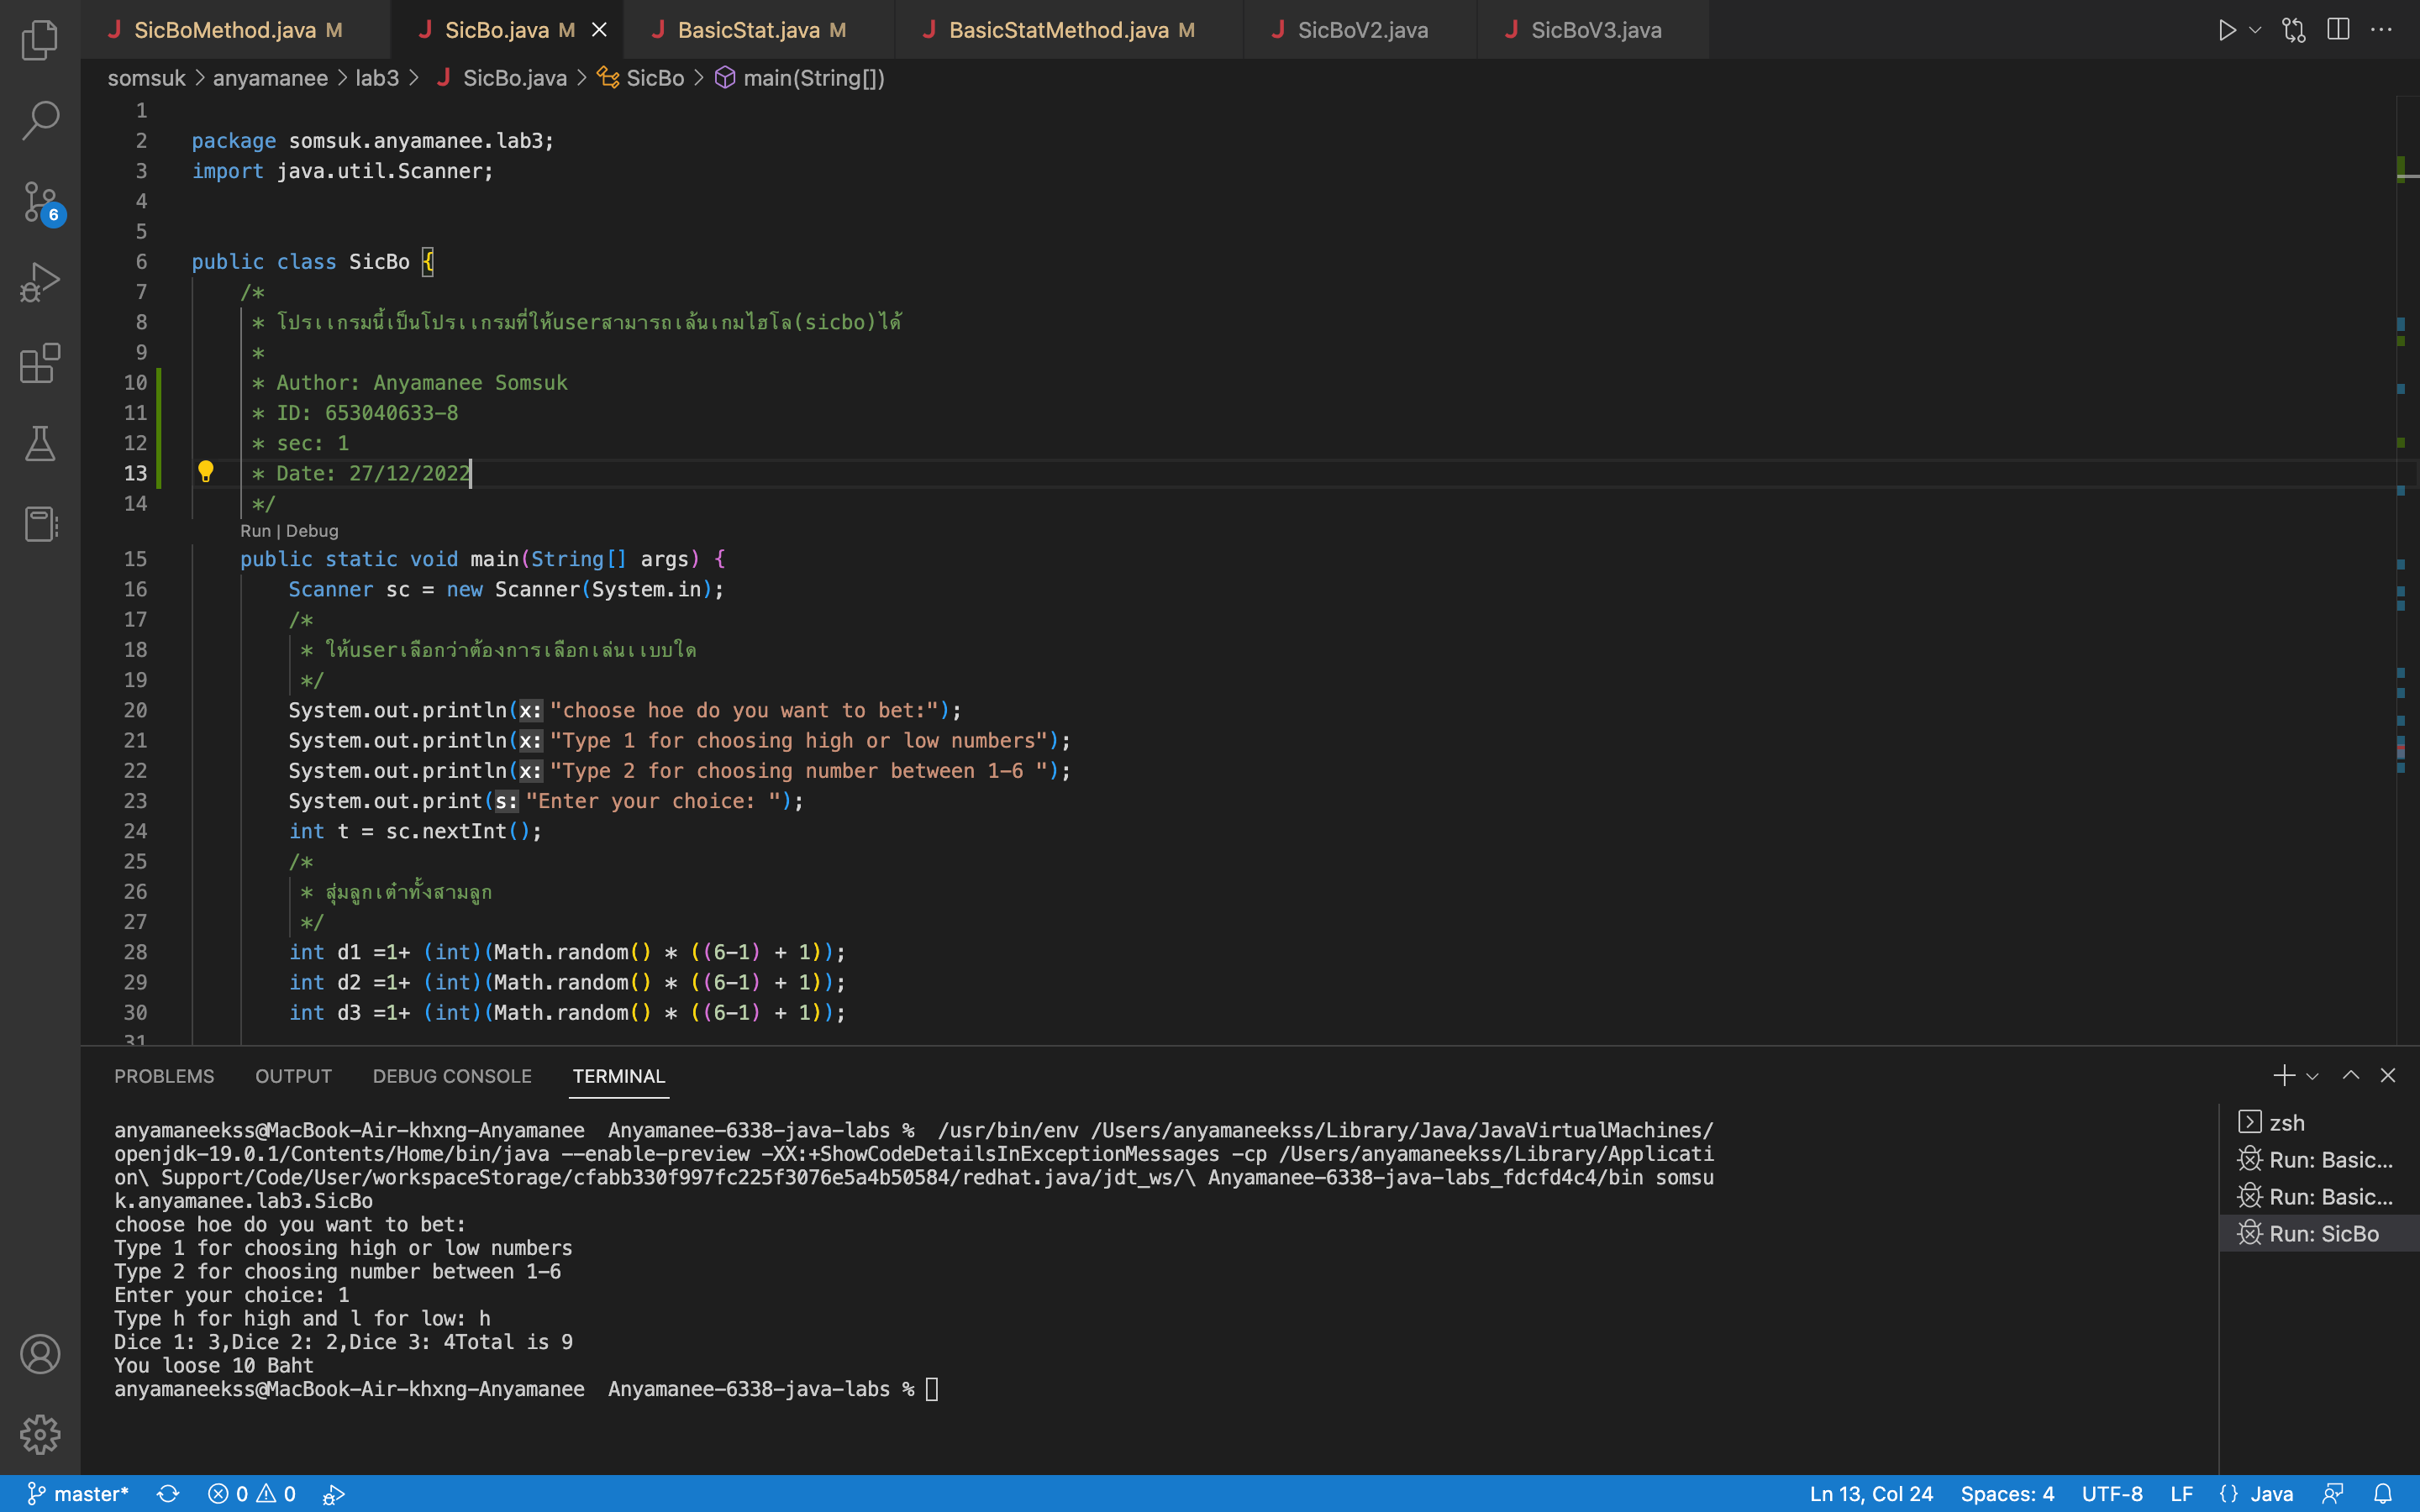 SicBoMethod.java M SicBo.java M BasicStat.java M BasicStatMethod.java M SicBoV2.java SicBoV3.java
somsuk > anyamanee > lab3 > SicBo.java > SicBo > main(String[])
1
2 package somsuk.anyamanee.lab3;
3 import java.util.Scanner;
4
5
6 public class SicBo {
7 /*
8 * โปรเเกรมนี้เป็นโปรเเกรมที่ให้userสามารถเล้นเกมไฮโล(sicbo)ได้
9 *
10 * Author: Anyamanee Somsuk
11 * ID: 653040633-8
12 * sec: 1
13 * Date: 27/12/2022
14 */
Run | Debug
15 public static void main(String[] args) {
16 Scanner sc = new Scanner(System.in);
17 /*
18 * ให้userเลือกว่าต้องการเลือกเล่นเเบบใด
19 */
20 System.out.println(x: "choose hoe do you want to bet:");
21 System.out.println(x: "Type 1 for choosing high or low numbers");
22 System.out.println(x: "Type 2 for choosing number between 1-6 ");
23 System.out.print(s: "Enter your choice: ");
24 int t = sc.nextInt();
25 /*
26 * สุ่มลูกเต๋าทั้งสามลูก
27 */
28 int d1 =1+ (int)(Math.random() * ((6-1) + 1));
29 int d2 =1+ (int)(Math.random() * ((6-1) + 1));
30 int d3 =1+ (int)(Math.random() * ((6-1) + 1));
31
6
PROBLEMS OUTPUT DEBUG CONSOLE TERMINAL
anyamaneekss@MacBook-Air-khxng-Anyamanee  Anyamanee-6338-java-labs %  /usr/bin/env /Users/anyamaneekss/Library/Java/JavaVirtualMachines/
openjdk-19.0.1/Contents/Home/bin/java --enable-preview -XX:+ShowCodeDetailsInExceptionMessages -cp /Users/anyamaneekss/Library/Applicati
on\ Support/Code/User/workspaceStorage/cfabb330f997fc225f3076e5a4b50584/redhat.java/jdt_ws/\ Anyamanee-6338-java-labs_fdcfd4c4/bin somsu
k.anyamanee.lab3.SicBo
choose hoe do you want to bet:
Type 1 for choosing high or low numbers
Type 2 for choosing number between 1-6
Enter your choice: 1
Type h for high and l for low: h
Dice 1: 3,Dice 2: 2,Dice 3: 4Total is 9
You loose 10 Baht
anyamaneekss@MacBook-Air-khxng-Anyamanee  Anyamanee-6338-java-labs %
zsh
Run: Basic...
Run: Basic...
Run: SicBo
master* 0 0 Ln 13, Col 24 Spaces: 4 UTF-8 LF {} Java